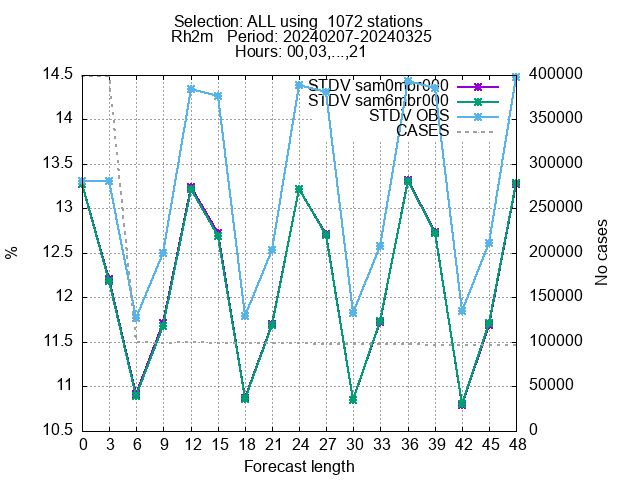 Selection: ALL using  1072 stations
Rh2m   Period: 20240207-20240325
Hours: 00,03,...,21
14.5
14
13.5
13
12.5
12
11.5
11
10.5
%
STDV sam0mbr000
STDV sam6mbr000
STDV OBS
CASES
400000
350000
300000
250000
200000
150000
100000
50000
0
No cases
0 3 6 9 12 15 18 21 24 27 30 33 36 39 42 45 48
Forecast length